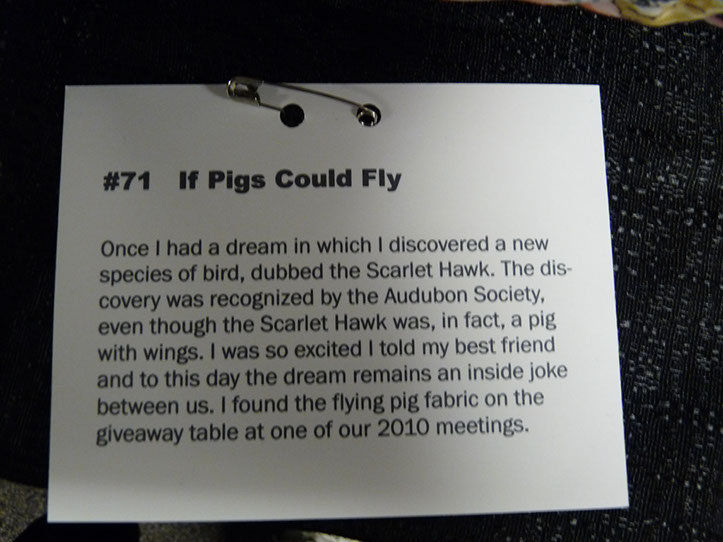 #71 If Pigs Could Fly
Once I had a dream in which I discovered a new
species of bird, dubbed the Scarlet Hawk. The dis-
covery was recognized by the Audubon Society,
even though the Scarlet Hawk was, in fact, a pig
with wings. I was so excited I told my best friend
and to this day the dream remains an inside joke
between us. I found the flying pig fabric on the
giveaway table at one of our 2010 meetings.